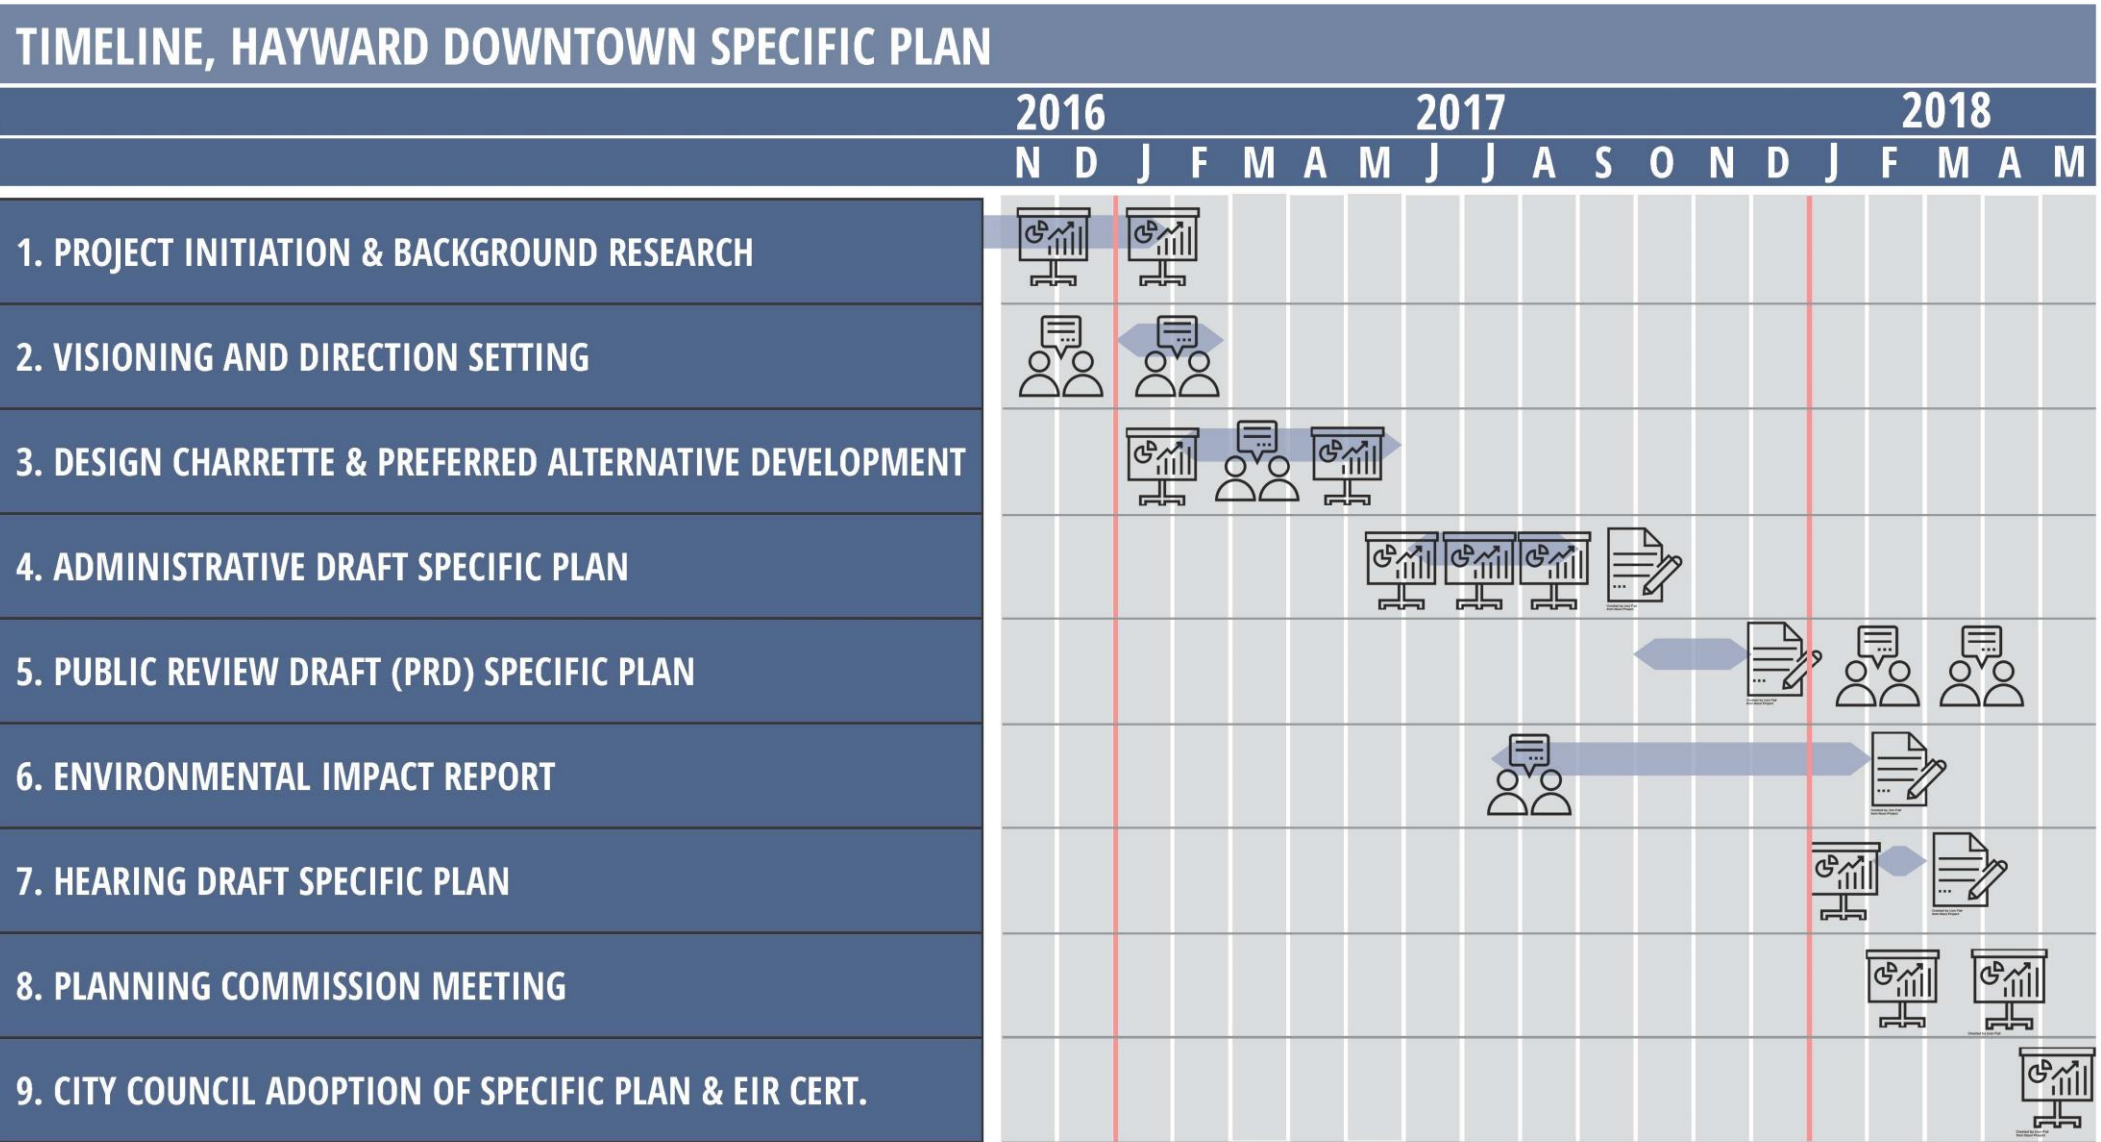 TIMELINE, HAYWARD DOWNTOWN SPECIFIC PLAN
2016 2017 2018
N D J F M A M J J A S O N D J F M A M
1. PROJECT INITIATION & BACKGROUND RESEARCH
2. VISIONING AND DIRECTION SETTING
3. DESIGN CHARRETTE & PREFERRED ALTERNATIVE DEVELOPMENT
4. ADMINISTRATIVE DRAFT SPECIFIC PLAN
5. PUBLIC REVIEW DRAFT (PRD) SPECIFIC PLAN
6. ENVIRONMENTAL IMPACT REPORT
7. HEARING DRAFT SPECIFIC PLAN
8. PLANNING COMMISSION MEETING
9. CITY COUNCIL ADOPTION OF SPECIFIC PLAN & EIR CERT.